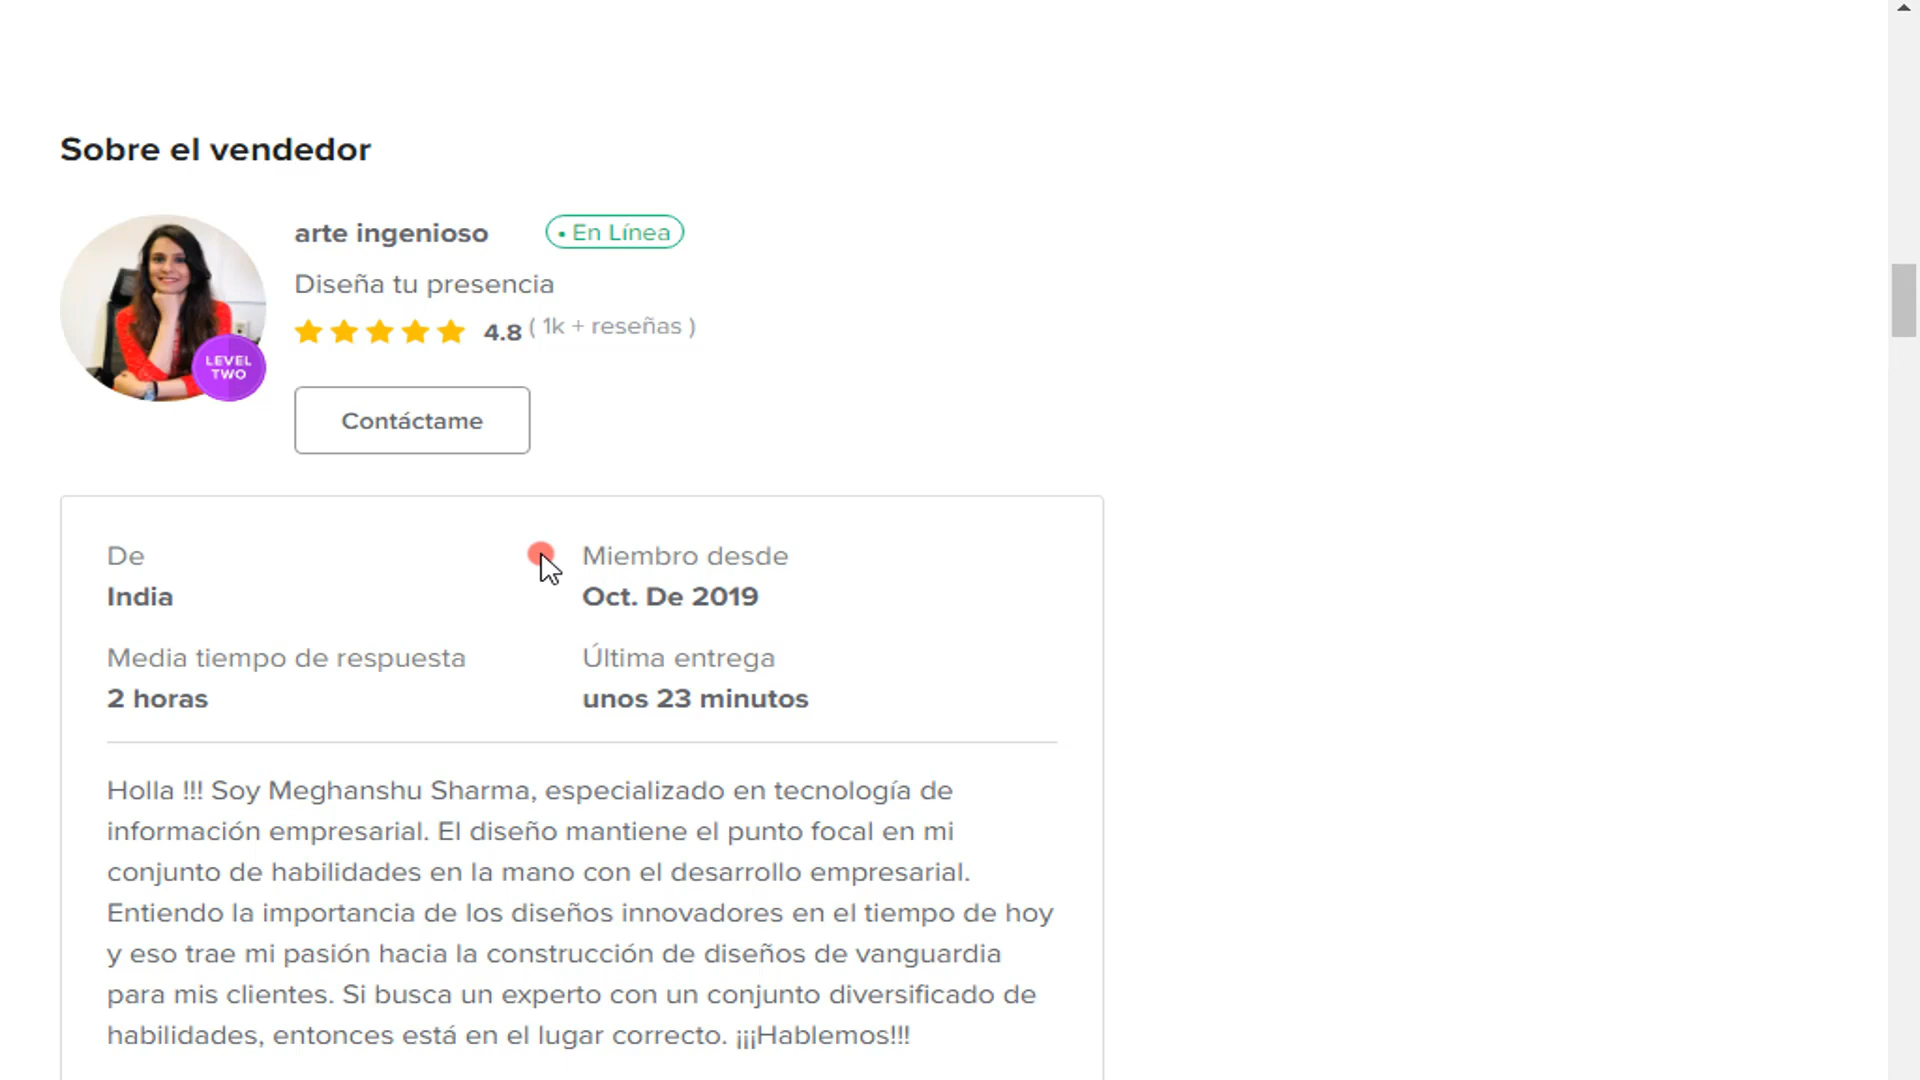 Sobre el vendedor
arte ingenioso
• En Línea
Diseña tu presencia
4.8 ( 1k + reseñas )
LEVEL
TWO
Contáctame
De
India
Miembro desde
Oct. De 2019
Media tiempo de respuesta
2 horas
Última entrega
unos 23 minutos
Holla !!! Soy Meghanshu Sharma, especializado en tecnología de
información empresarial. El diseño mantiene el punto focal en mi
conjunto de habilidades en la mano con el desarrollo empresarial.
Entiendo la importancia de los diseños innovadores en el tiempo de hoy
y eso trae mi pasión hacia la construcción de diseños de vanguardia
para mis clientes. Si busca un experto con un conjunto diversificado de
habilidades, entonces está en el lugar correcto. ¡¡¡Hablemos!!!